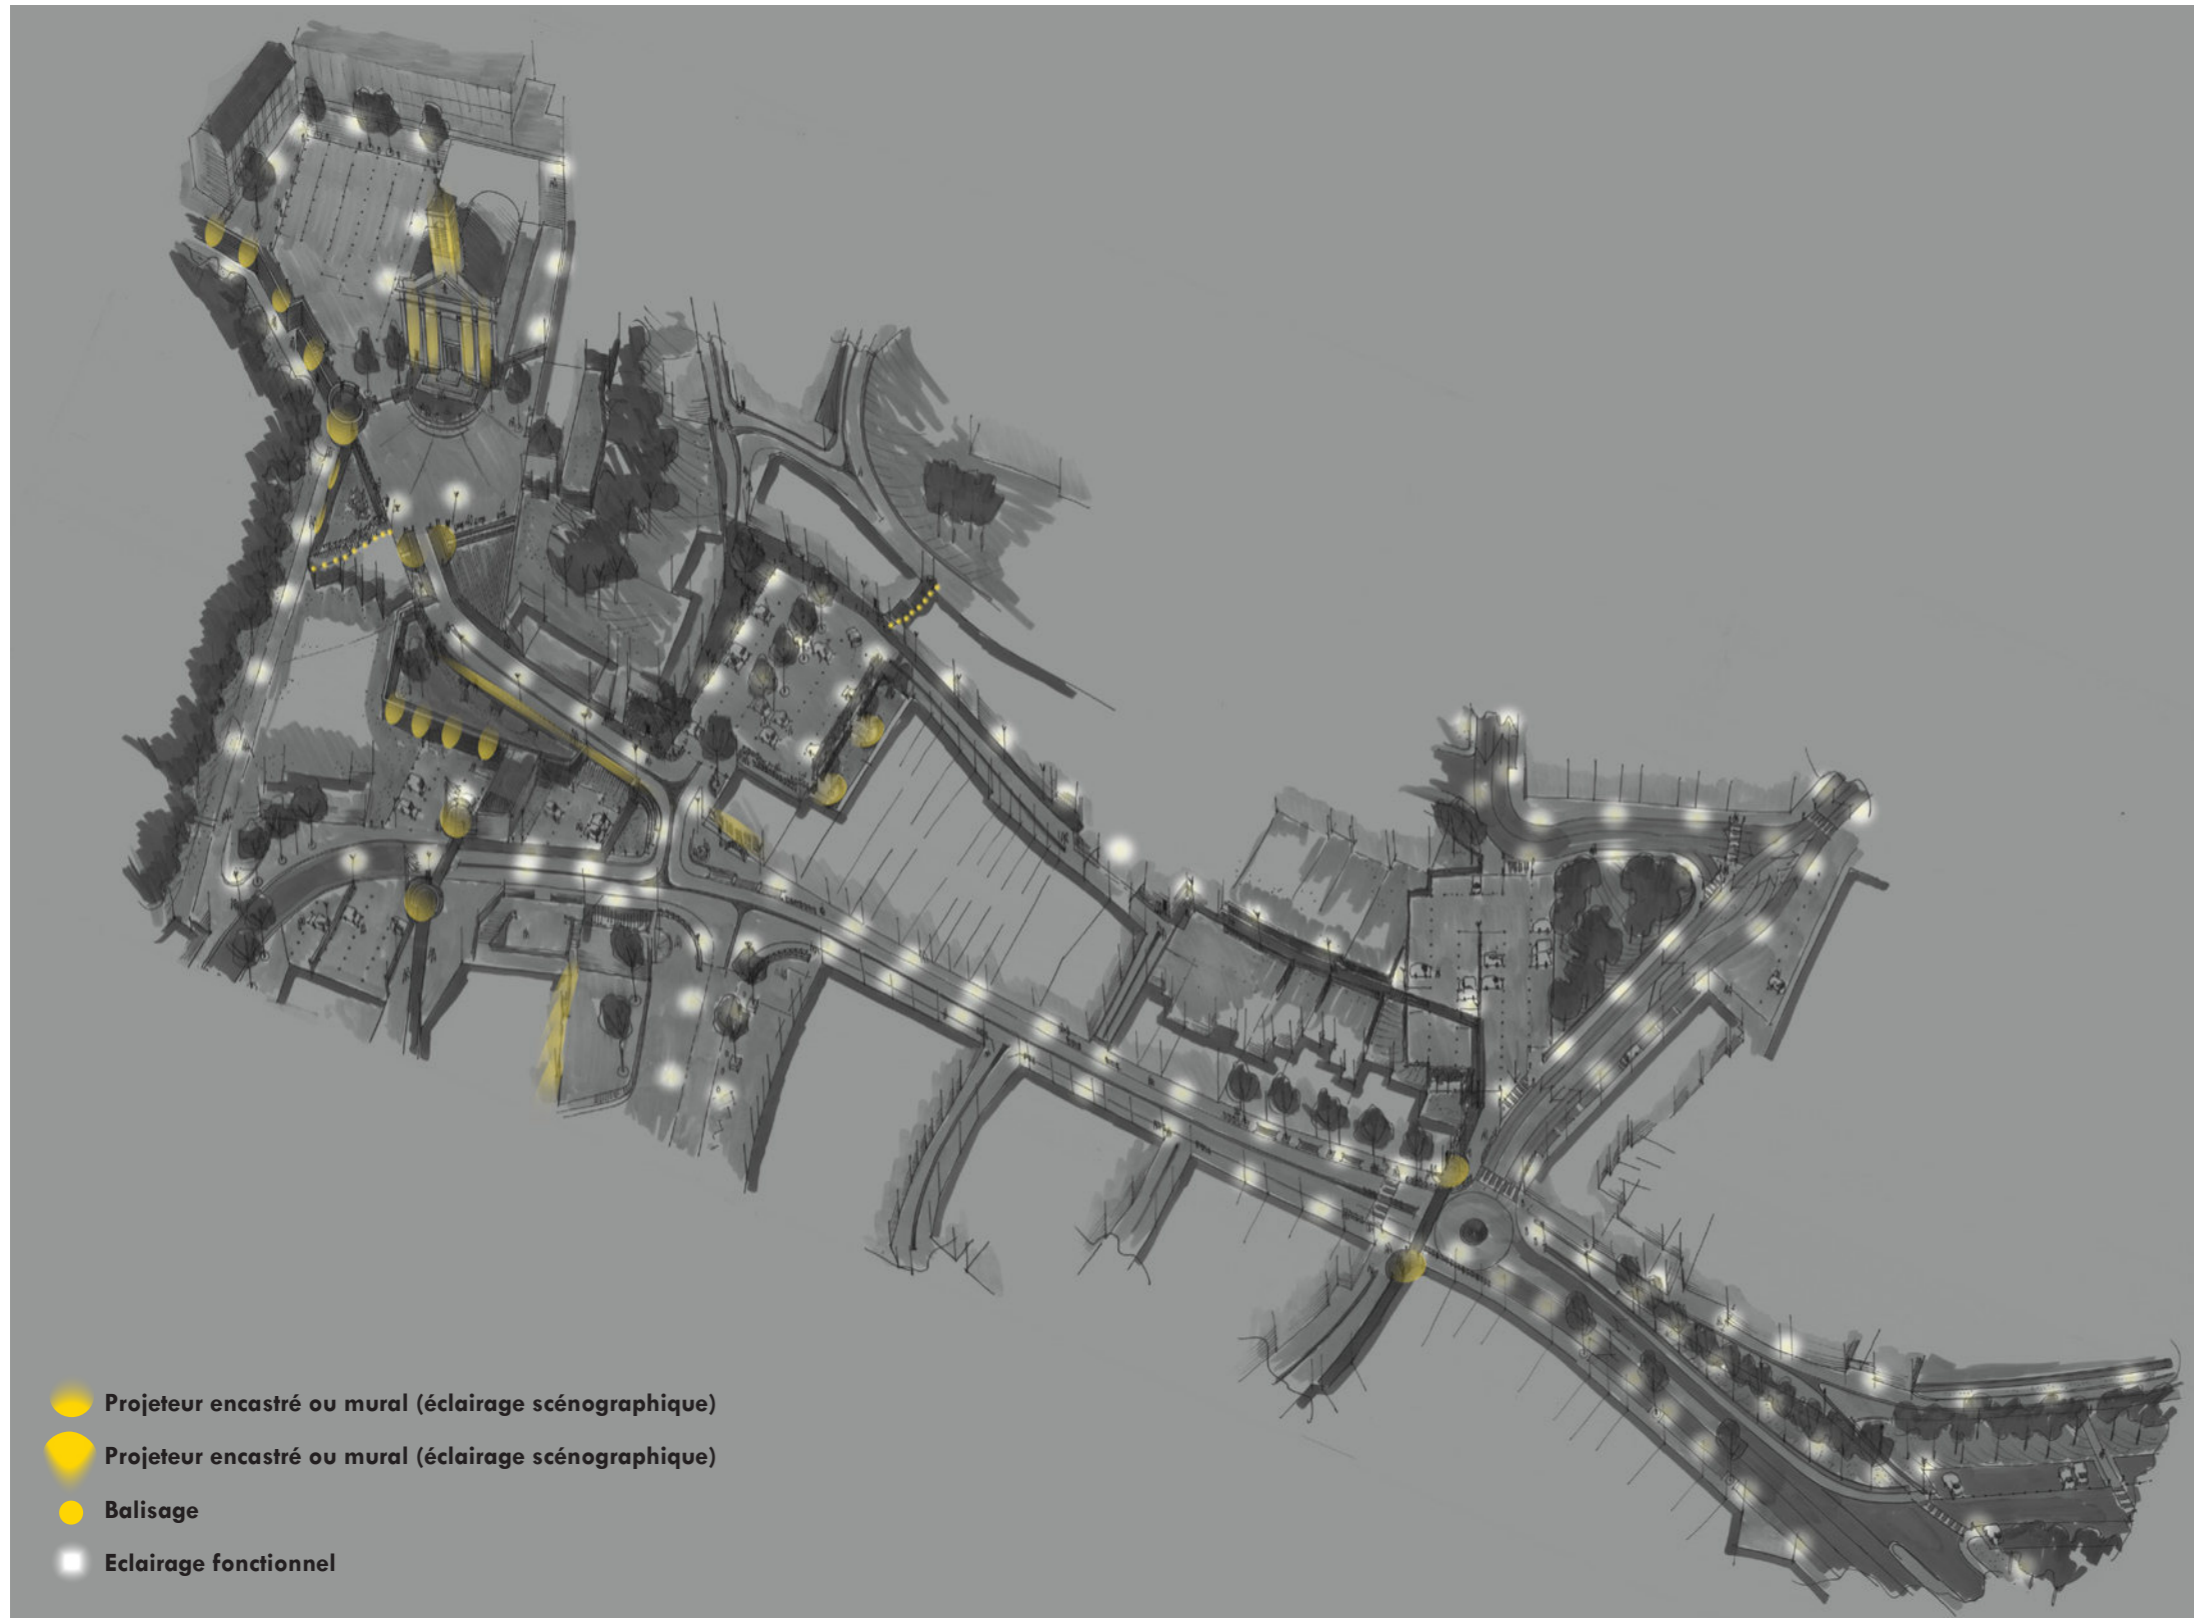 Projeteur encastré ou mural (éclairage scénographique)
Projeteur encastré ou mural (éclairage scénographique)
Balisage
Eclairage fonctionnel